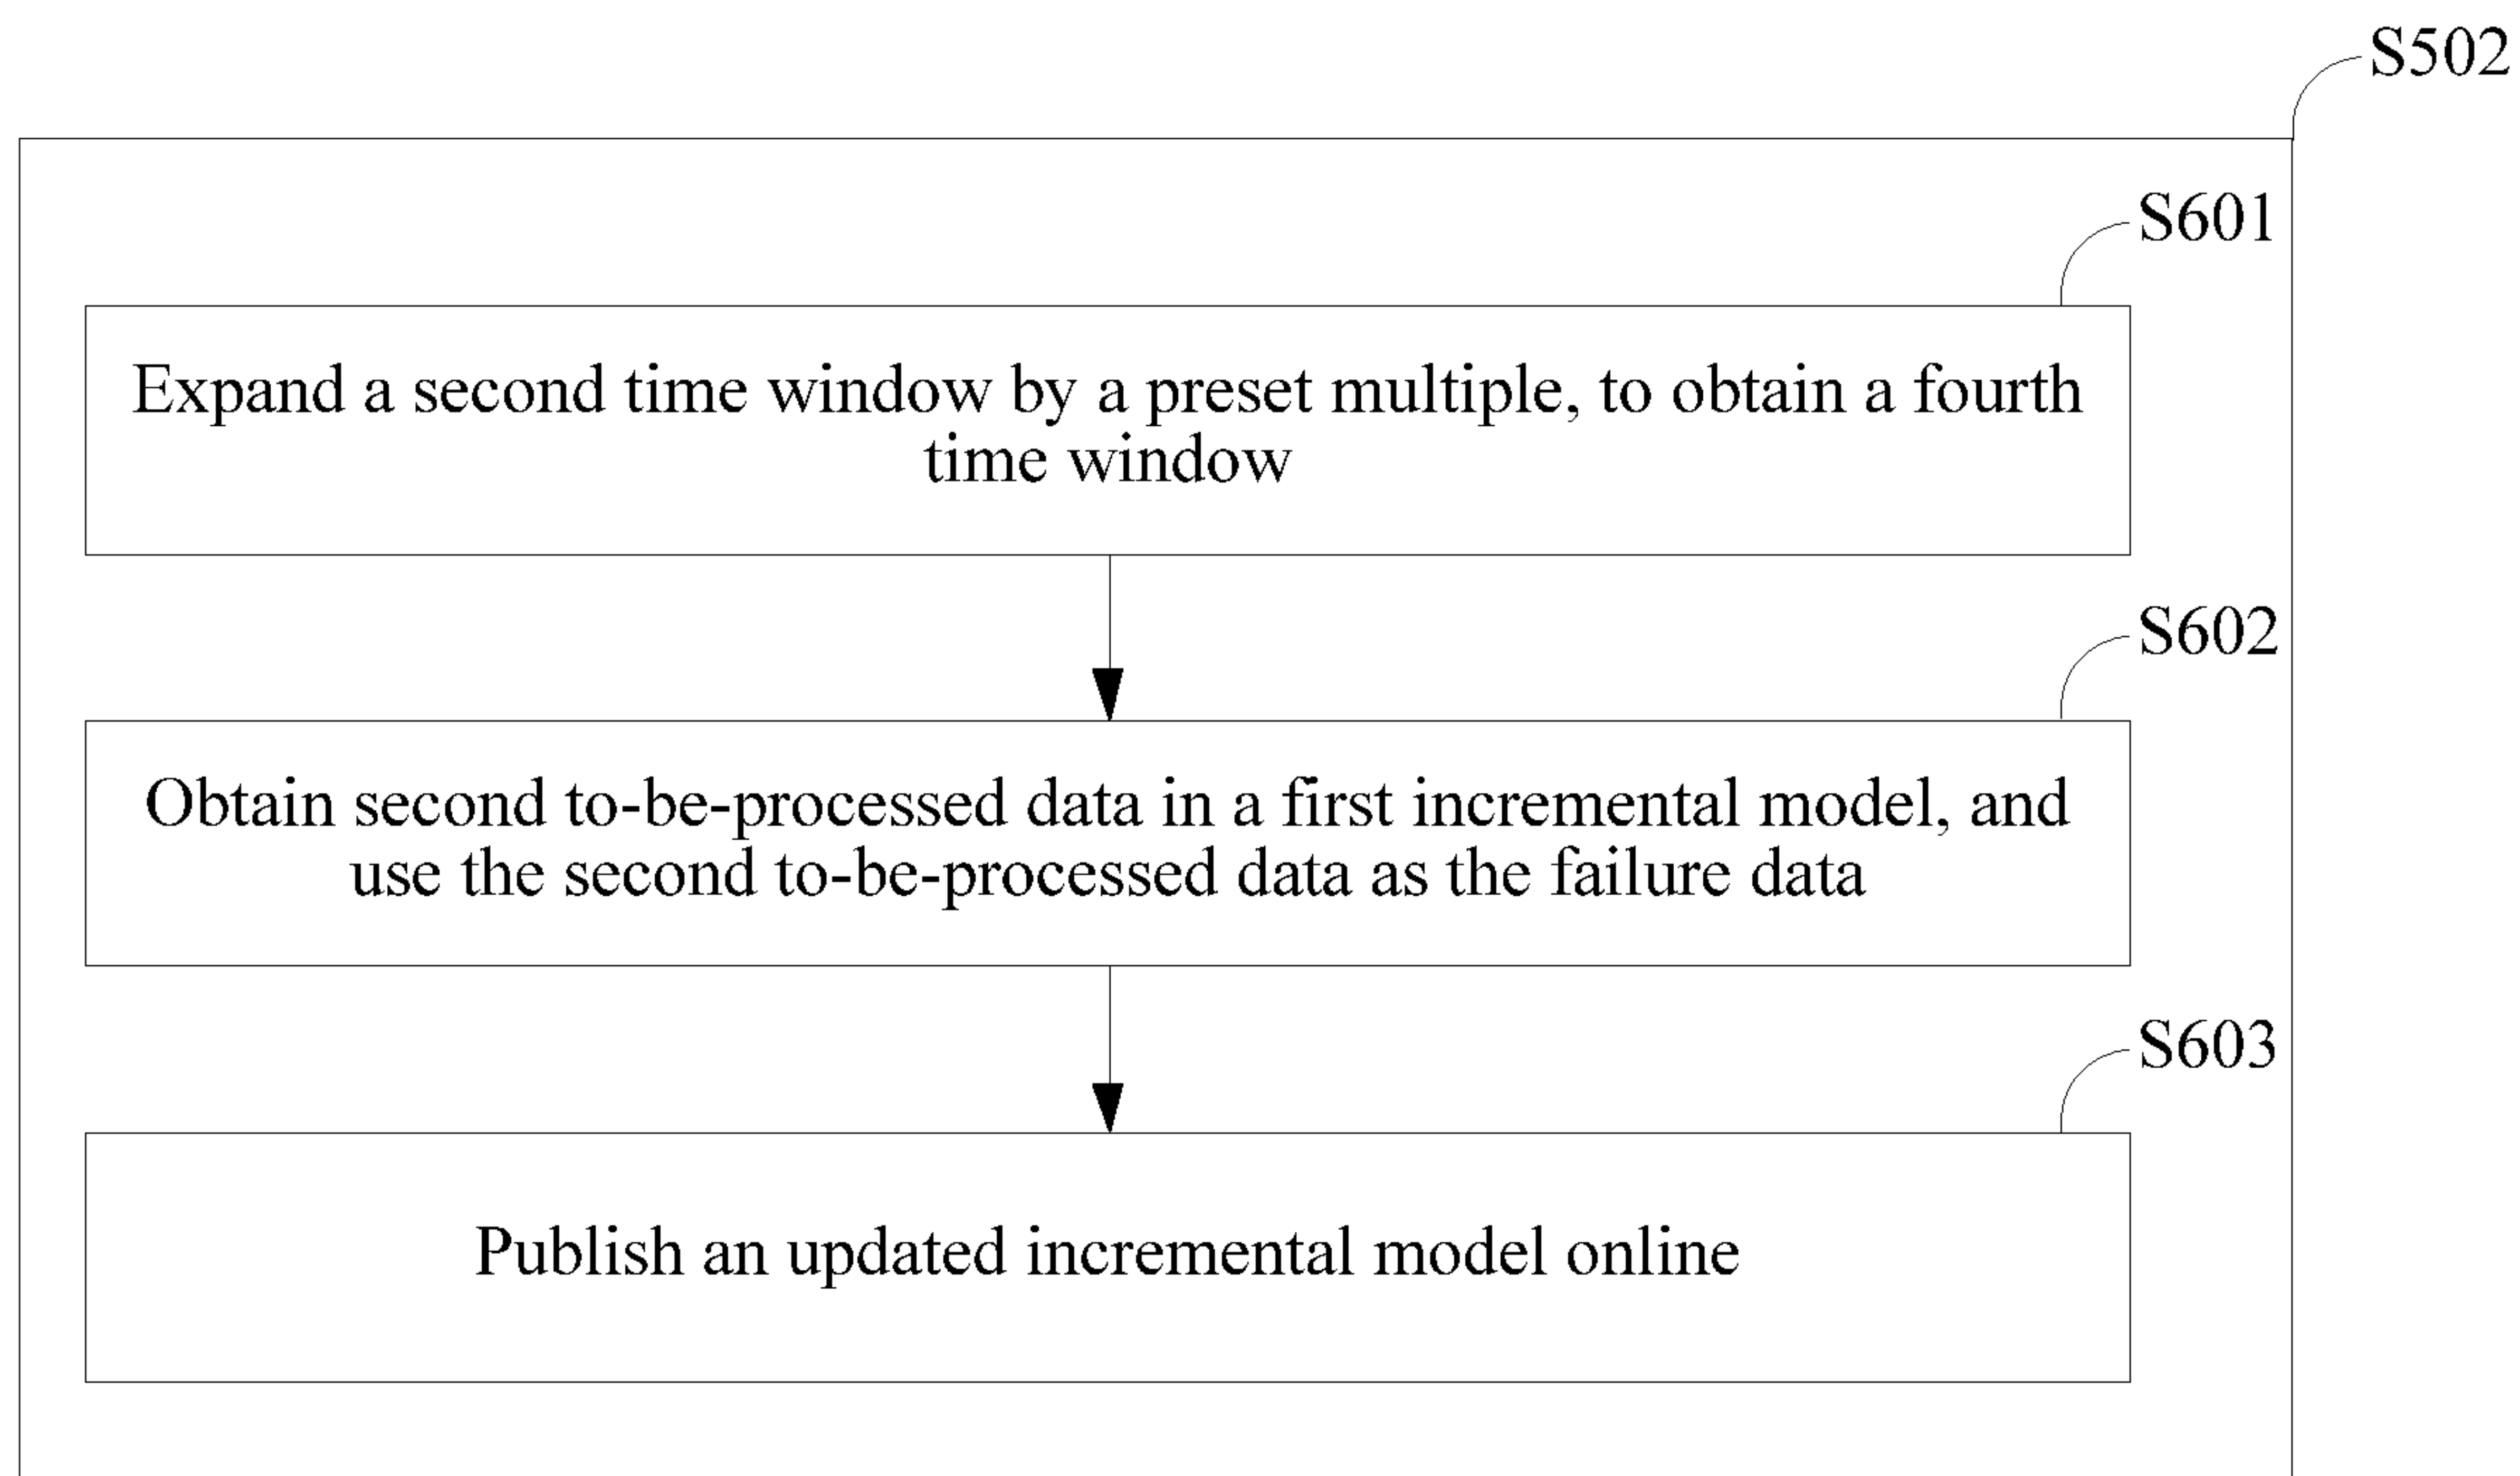 S502
S601
Expand a second time window by a preset multiple, to obtain a fourth
time window
S602
Obtain second to-be-processed data in a first incremental model, and
use the second to-be-processed data as the failure data
S603
Publish an updated incremental model online